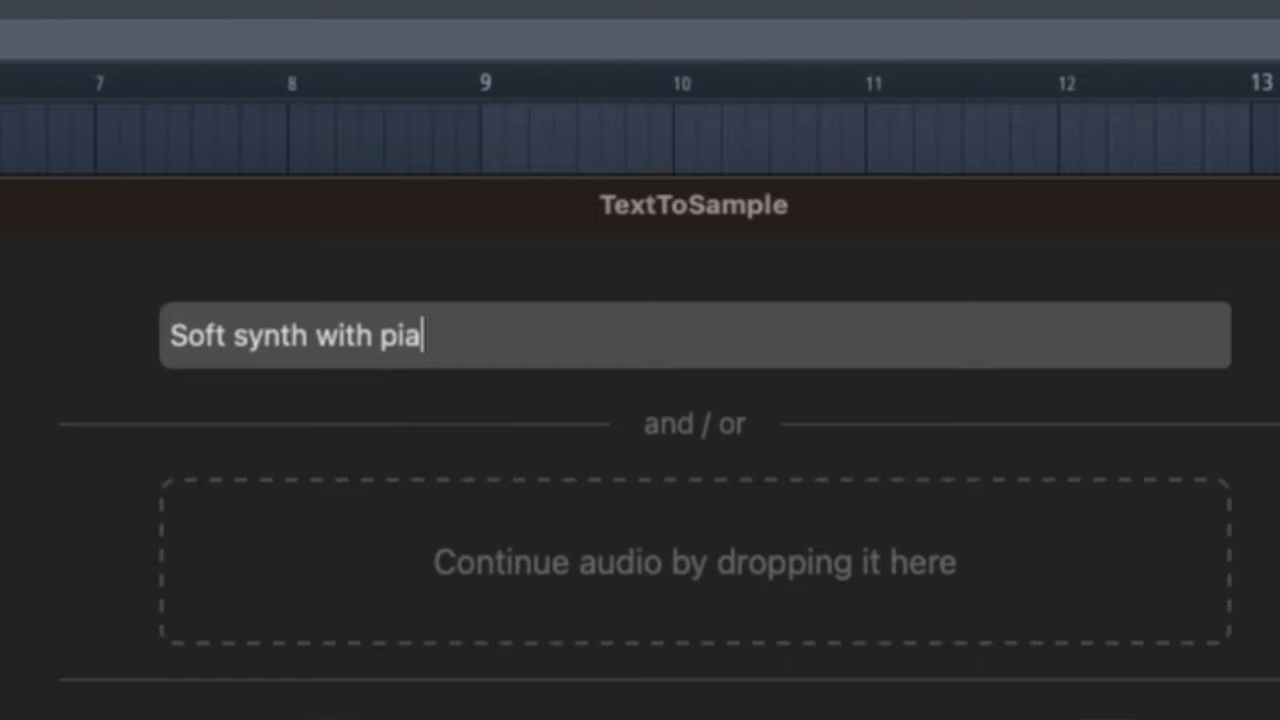 7 8 9 10 11 12 13
TextToSample
Soft synth with pia
and / or
Continue audio by dropping it here